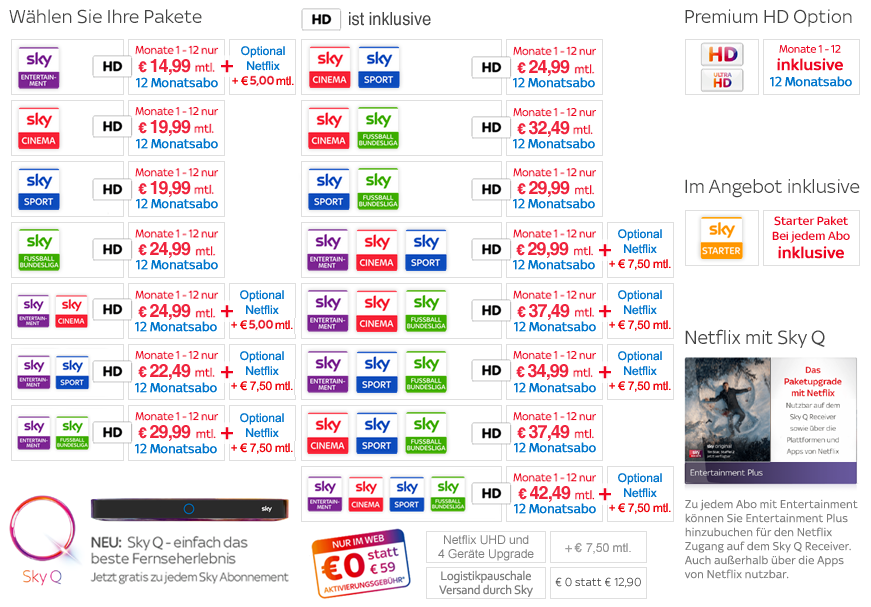 Wählen Sie Ihre Pakete
sky
ENTERTAIN-
MENT
HD
Monate 1 - 12 nur
€ 14,99 mtl.
12 Monatsabo
+
Optional
Netflix
+ € 5,00 mtl.
sky
CINEMA
HD
Monate 1 - 12 nur
€ 19,99 mtl.
12 Monatsabo
sky
SPORT
HD
Monate 1 - 12 nur
€ 19,99 mtl.
12 Monatsabo
sky
FUSSBALL
BUNDESLIGA
HD
Monate 1 - 12 nur
€ 24,99 mtl.
12 Monatsabo
sky sky
ENTERTAIN-
MENT
CINEMA
HD
Monate 1 - 12 nur
€ 24,99 mtl.
12 Monatsabo
+
Optional
Netflix
+ € 5,00 mtl.
sky sky
ENTERTAIN-
MENT
SPORT
HD
Monate 1 - 12 nur
€ 22,49 mtl.
12 Monatsabo
+
Optional
Netflix
+ € 7,50 mtl.
sky sky
ENTERTAIN-
MENT
FUSSBALL
BUNDESLIGA
HD
Monate 1 - 12 nur
€ 29,99 mtl.
12 Monatsabo
+
Optional
Netflix
+ € 7,50 mtl.
Sky Q
sky
NEU: Sky Q - einfach das
beste Fernseherlebnis
Jetzt gratis zu jedem Sky Abonnement
HD ist inklusive
sky sky
CINEMA SPORT
HD
Monate 1 - 12 nur
€ 24,99 mtl.
12 Monatsabo
sky sky
CINEMA
FUSSBALL
BUNDESLIGA
HD
Monate 1 - 12 nur
€ 32,49 mtl.
12 Monatsabo
sky sky
SPORT
FUSSBALL
BUNDESLIGA
HD
Monate 1 - 12 nur
€ 29,99 mtl.
12 Monatsabo
sky sky sky
ENTERTAIN-
MENT
CINEMA SPORT
HD
Monate 1 - 12 nur
€ 29,99 mtl.
12 Monatsabo
+
Optional
Netflix
+ € 7,50 mtl.
sky sky sky
ENTERTAIN-
MENT
CINEMA
FUSSBALL
BUNDESLIGA
HD
Monate 1 - 12 nur
€ 37,49 mtl.
12 Monatsabo
+
Optional
Netflix
+ € 7,50 mtl.
sky sky sky
ENTERTAIN-
MENT
SPORT
FUSSBALL
BUNDESLIGA
HD
Monate 1 - 12 nur
€ 34,99 mtl.
12 Monatsabo
+
Optional
Netflix
+ € 7,50 mtl.
sky sky sky
CINEMA SPORT
FUSSBALL
BUNDESLIGA
HD
Monate 1 - 12 nur
€ 37,49 mtl.
12 Monatsabo
sky sky sky sky
ENTERTAIN-
MENT
CINEMA SPORT
FUSSBALL
BUNDESLIGA
HD
Monate 1 - 12 nur
€ 42,49 mtl.
12 Monatsabo
+
Optional
Netflix
+ € 7,50 mtl.
NUR IM WEB
€0 statt
€ 59
AKTIVIERUNGSGEBÜHR*
Netflix UHD und
4 Geräte Upgrade
+ € 7,50 mtl.
Logistikpauschale
Versand durch Sky
€ 0 statt € 12,90
Premium HD Option
HD
ULTRA
HD
Monate 1 - 12
inklusive
12 Monatsabo
Im Angebot inklusive
sky
STARTER
Starter Paket
Bei jedem Abo
inklusive
Netflix mit Sky Q
sky original
Das
Paketupgrade
mit Netflix
Nutzbar auf dem
Sky Q Receiver
sowie über die
Plattformen und
Apps von Netflix
Entertainment Plus
Zu jedem Abo mit Entertainment
können Sie Entertainment Plus
hinzubuchen für den Netflix
Zugang auf dem Sky Q Receiver.
Auch außerhalb über die Apps
von Netflix nutzbar.